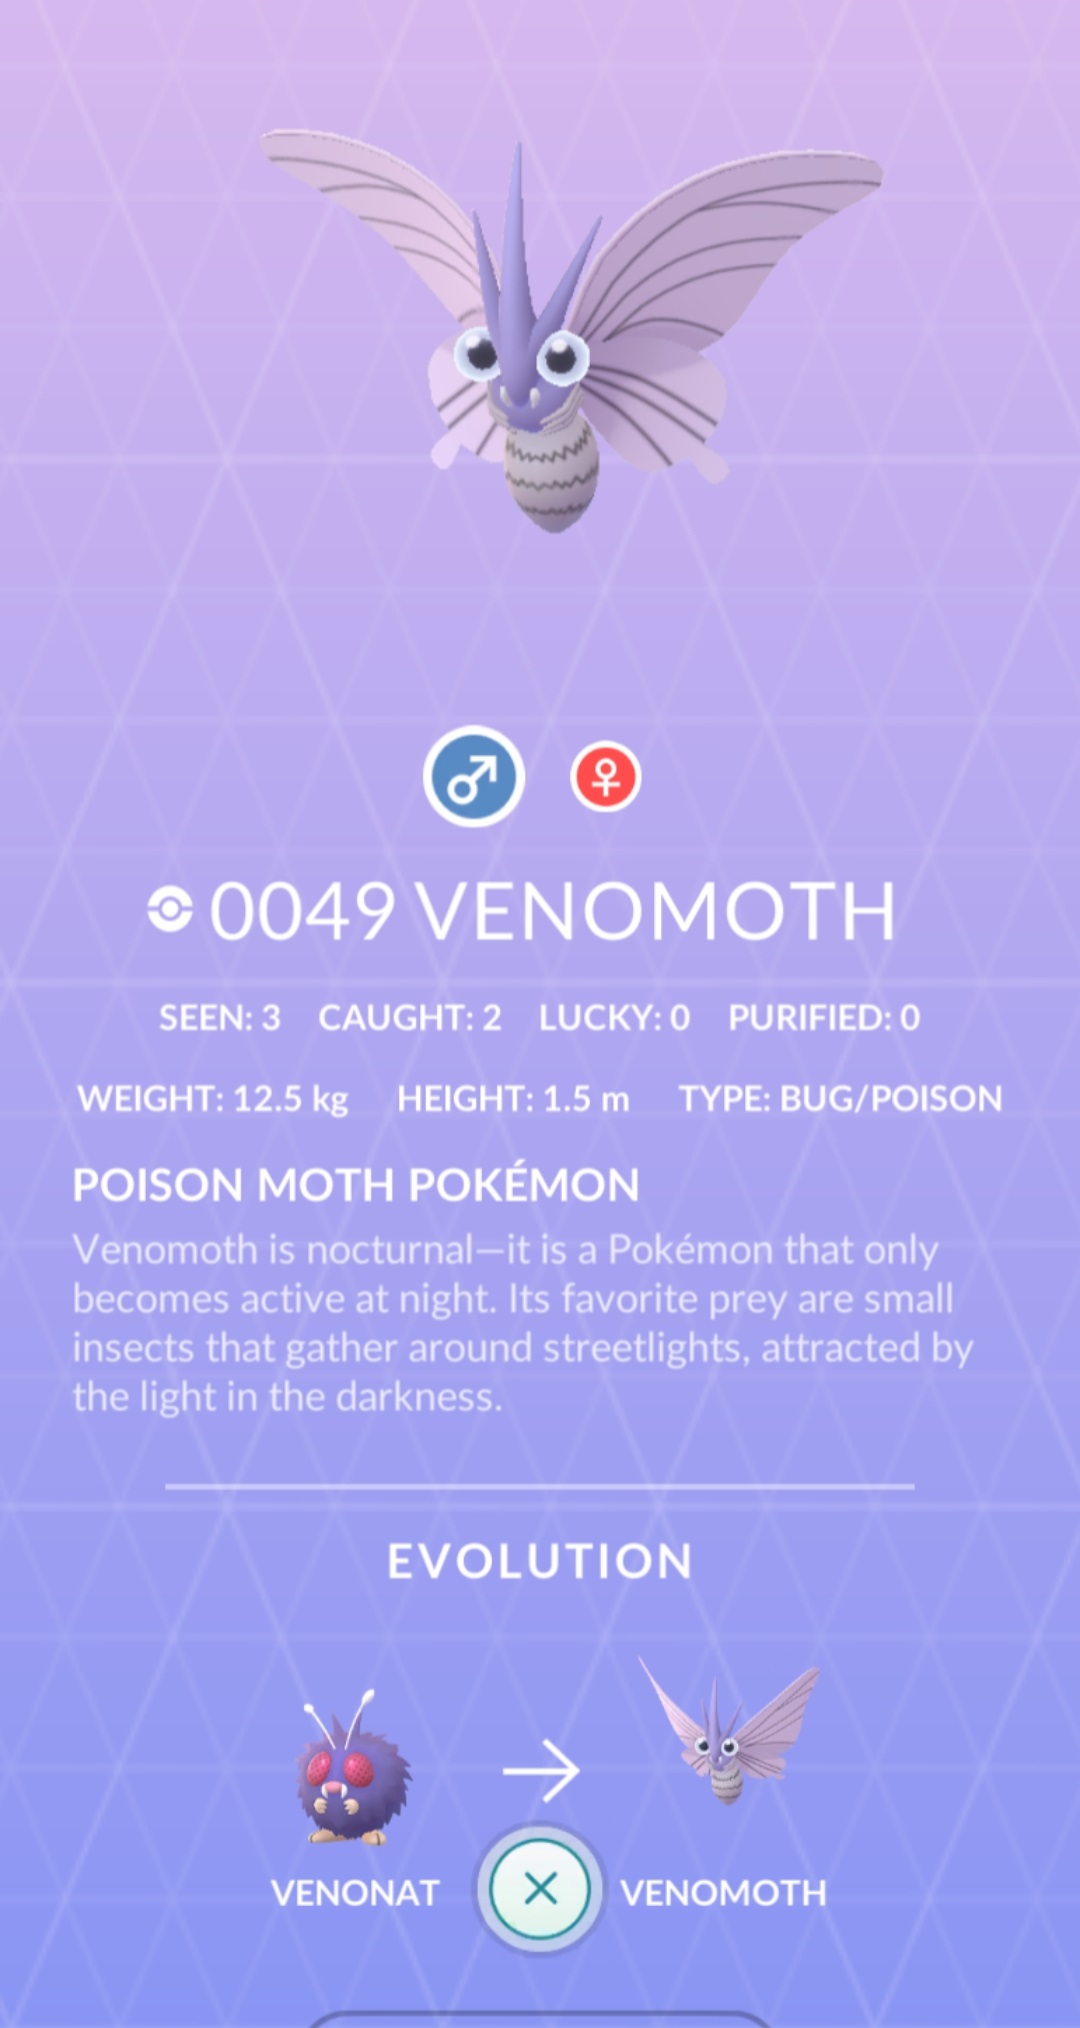 0049 VENOMOTH
SEEN: 3 CAUGHT: 2 LUCKY: 0 PURIFIED: 0
WEIGHT: 12.5 kg HEIGHT: 1.5 m TYPE: BUG/POISON
POISON MOTH POKÉMON
Venomoth is nocturnal—it is a Pokémon that only
becomes active at night. Its favorite prey are small
insects that gather around streetlights, attracted by
the light in the darkness.
EVOLUTION
VENONAT VENOMOTH